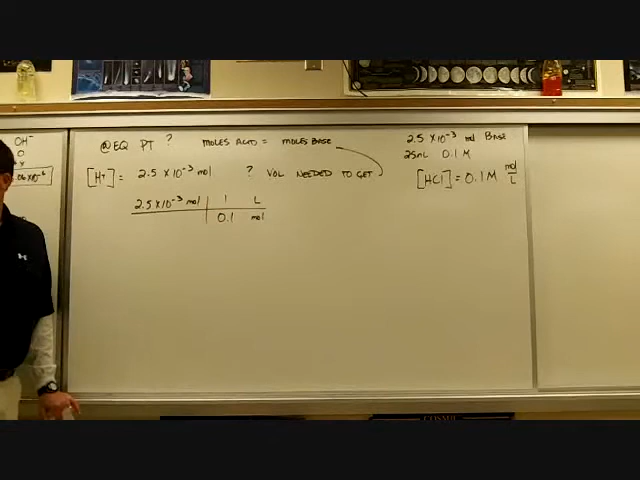 OH⁻
@ EQ PT ? MOLES ACID = MOLES BASE
2.5 X 10⁻³ mol BASE
25mL 0.1 M
[H⁺] = 2.5 X 10⁻³ mol ? VOL NEEDED TO GET
[HCl] = 0.1 M mol/L
2.5 X 10⁻³ mol | 1 L
0.1 mol
COSMIC